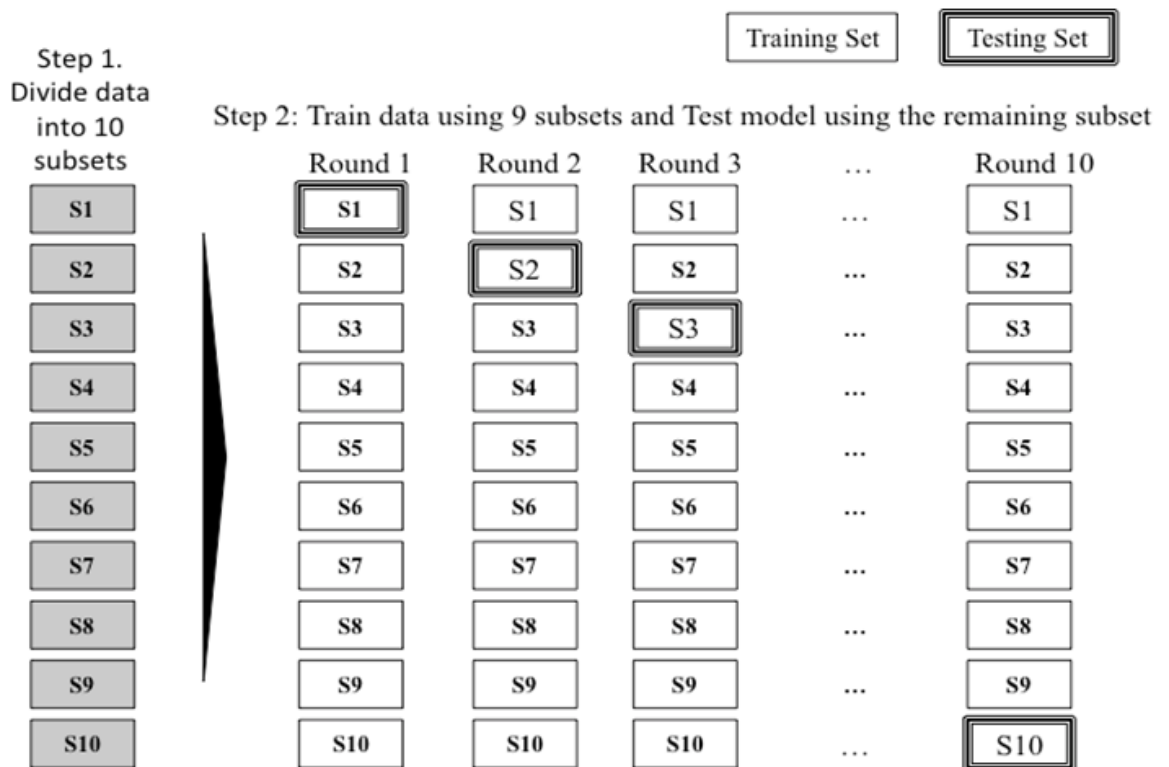 Training Set Testing Set
Step 1.
Divide data
into 10
subsets
Step 2: Train data using 9 subsets and Test model using the remaining subset
Round 1 Round 2 Round 3 ... Round 10
S1 S1 S1 S1 ... S1
S2 S2 S2 S2 ... S2
S3 S3 S3 S3 ... S3
S4 S4 S4 S4 ... S4
S5 S5 S5 S5 ... S5
S6 S6 S6 S6 ... S6
S7 S7 S7 S7 ... S7
S8 S8 S8 S8 ... S8
S9 S9 S9 S9 ... S9
S10 S10 S10 S10 ... S10